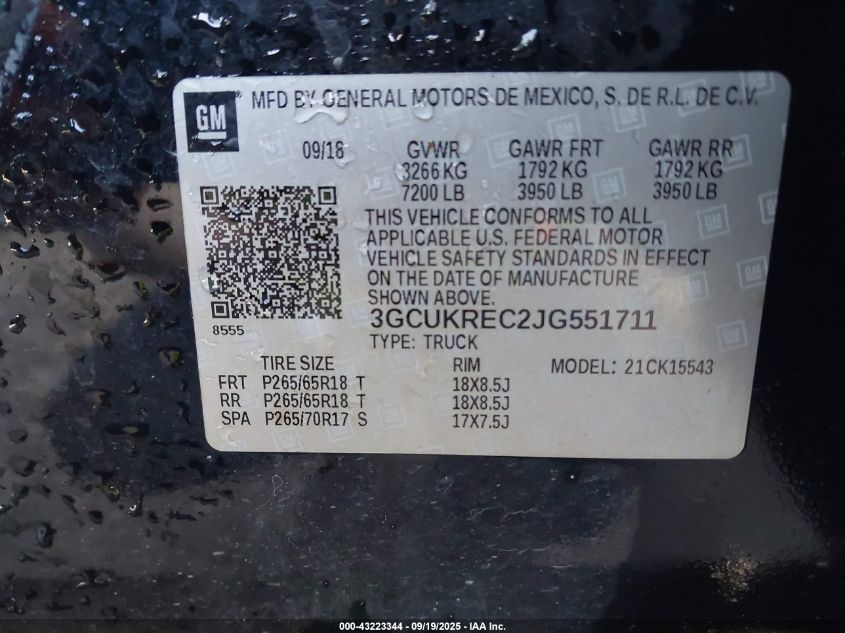 GM MFD BY GENERAL MOTORS DE MEXICO, S. DE R.L. DE C.V.
09/18 GVWR GAWR FRT GAWR RR
3266 KG 1792 KG 1792 KG
7200 LB 3950 LB 3950 LB
THIS VEHICLE CONFORMS TO ALL
APPLICABLE U.S. FEDERAL MOTOR
VEHICLE SAFETY STANDARDS IN EFFECT
ON THE DATE OF MANUFACTURE
SHOWN ABOVE.
8555
3GCUKREC2JG551711
TYPE: TRUCK
TIRE SIZE RIM MODEL: 21CK15543
FRT P265/65R18 T 18X8.5J
RR P265/65R18 T 18X8.5J
SPA P265/70R17 S 17X7.5J
000-43223344 - 09/19/2025 - IAA Inc.